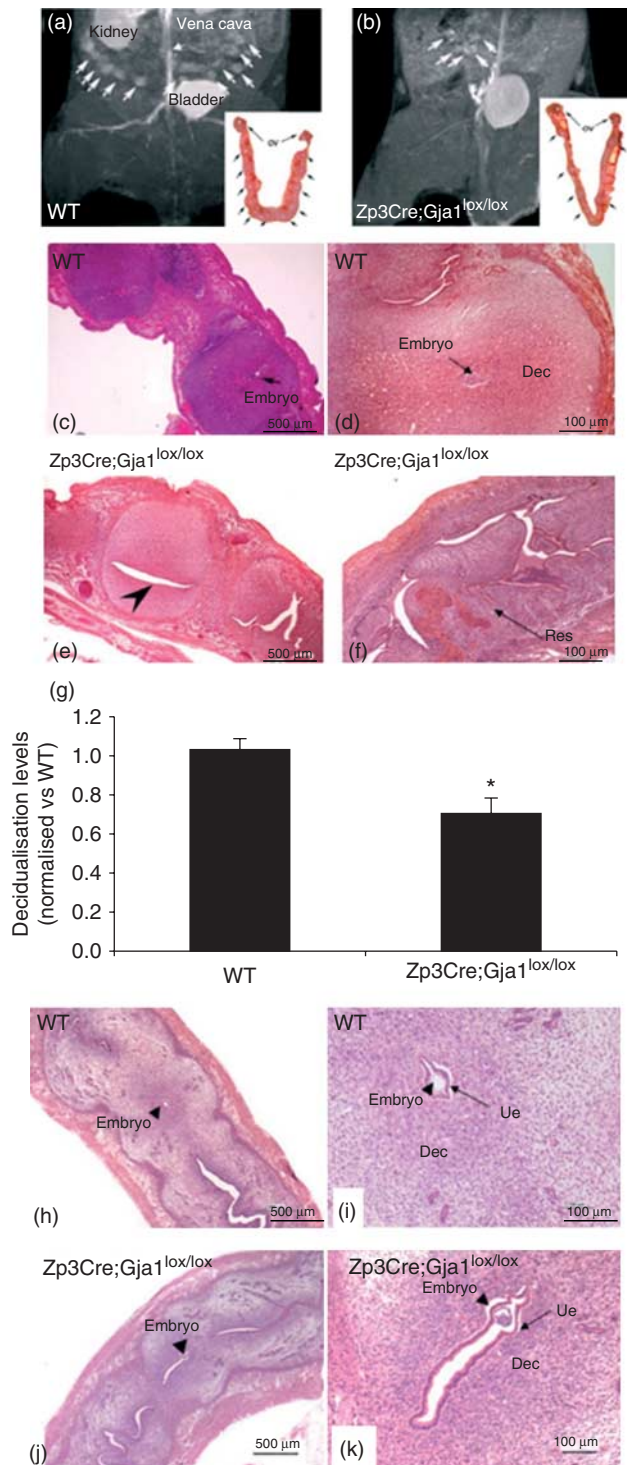 (a)
Kidney
Vena cava
Bladder
ov
WT
(b)
ov
Zp3Cre;Gja1lox/lox
WT
Embryo
(c)
500 µm
WT
Embryo
Dec
(d)
100 µm
Zp3Cre;Gja1lox/lox
(e)
500 µm
Zp3Cre;Gja1lox/lox
Res
(f)
100 µm
(g)
Decidualisation levels
(normalised vs WT)
1.2
1.0
0.8
0.6
0.4
0.2
0.0
*
WT
Zp3Cre;Gja1lox/lox
WT
Embryo
(h)
500 µm
WT
Embryo
Ue
Dec
(i)
100 µm
Zp3Cre;Gja1lox/lox
Embryo
(j)
500 µm
Zp3Cre;Gja1lox/lox
Embryo
Ue
Dec
(k)
100 µm